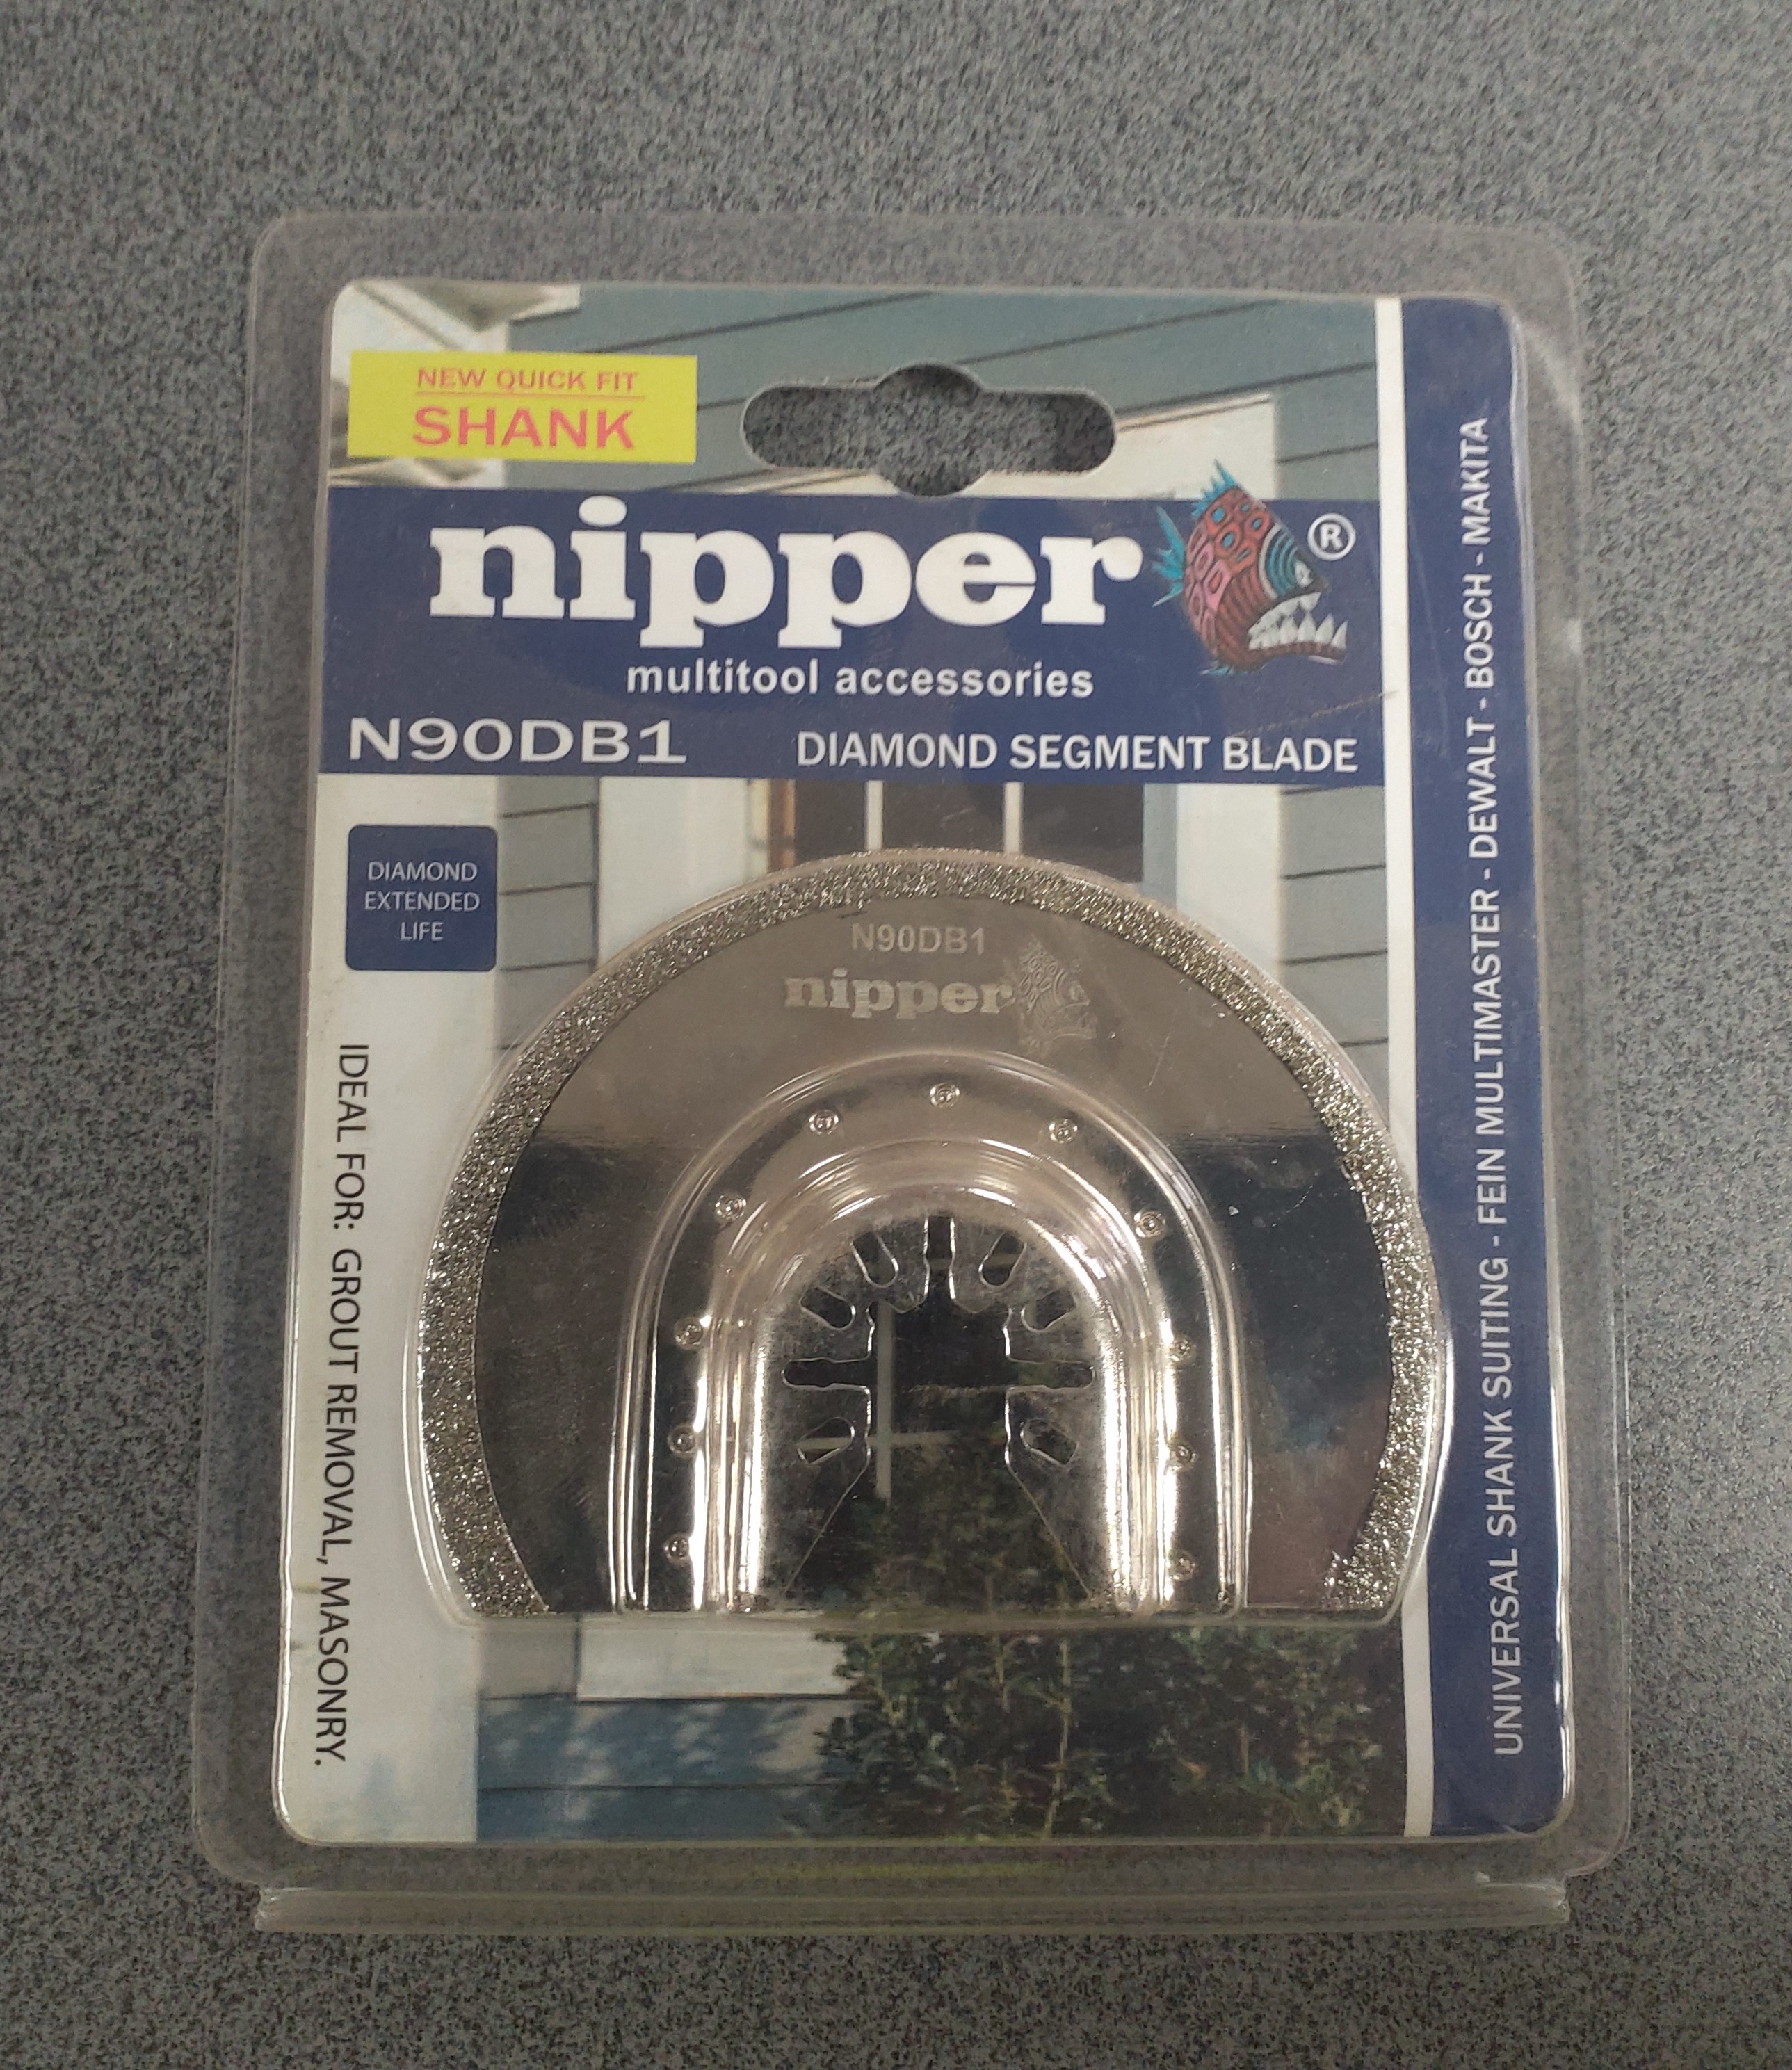 NEW QUICK FIT
SHANK
nipper ®
multitool accessories
N90DB1 DIAMOND SEGMENT BLADE
DIAMOND
EXTENDED
LIFE
IDEAL FOR: GROUT REMOVAL, MASONRY.
N90DB1
nipper
UNIVERSAL SHANK SUITING - FEIN MULTIMASTER - DEWALT - BOSCH - MAKITA